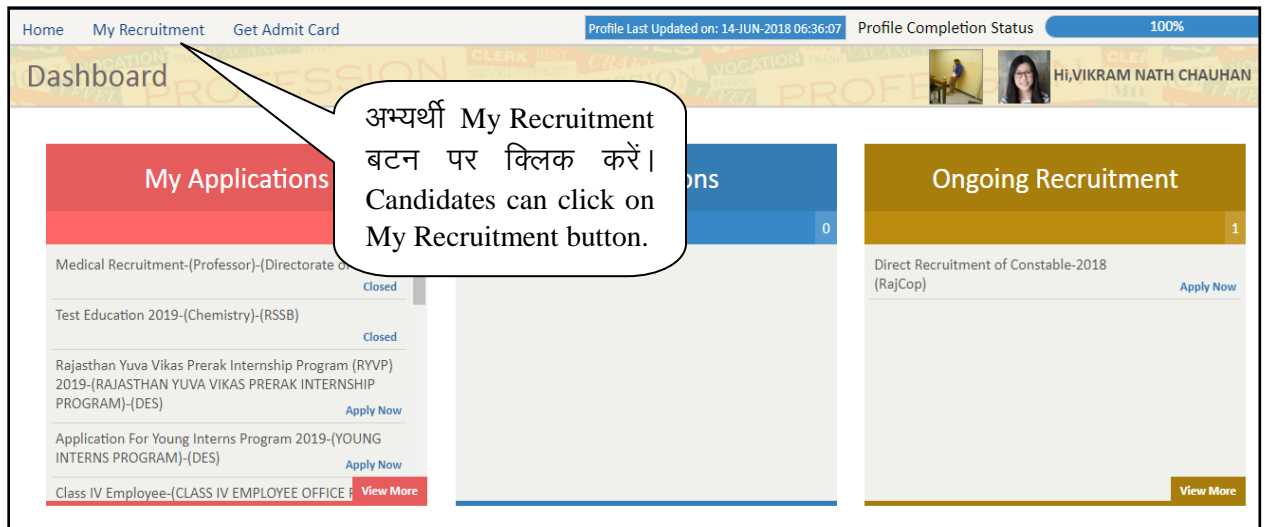 Home My Recruitment Get Admit Card Profile Last Updated on: 14-JUN-2018 06:36:07 Profile Completion Status 100%
Dashboard Hi,VIKRAM NATH CHAUHAN
अभ्यर्थी My Recruitment
बटन पर क्लिक करें।
Candidates can click on
My Recruitment button.
My Applications
Medical Recruitment-(Professor)-(Directorate
Closed
Test Education 2019-(Chemistry)-(RSSB)
Closed
Rajasthan Yuva Vikas Prerak Internship Program (RYVP)
2019-(RAJASTHAN YUVA VIKAS PRERAK INTERNSHIP
PROGRAM)-(DES)
Apply Now
Application For Young Interns Program 2019-(YOUNG
INTERNS PROGRAM)-(DES)
Apply Now
Class IV Employee-(CLASS IV EMPLOYEE OFFICE
View More
ons
0
Ongoing Recruitment
1
Direct Recruitment of Constable-2018
(RajCop)
Apply Now
View More